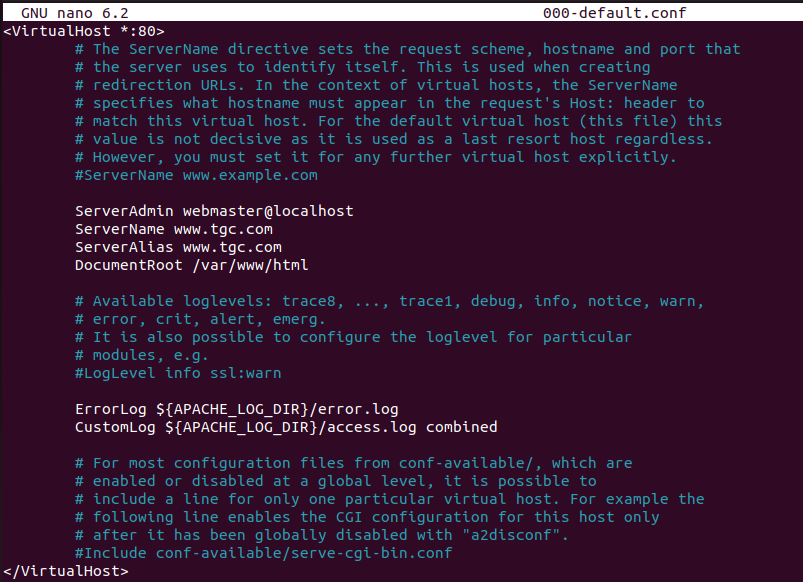 GNU nano 6.2 000-default.conf
<VirtualHost *:80>
# The ServerName directive sets the request scheme, hostname and port that
# the server uses to identify itself. This is used when creating
# redirection URLs. In the context of virtual hosts, the ServerName
# specifies what hostname must appear in the request's Host: header to
# match this virtual host. For the default virtual host (this file) this
# value is not decisive as it is used as a last resort host regardless.
# However, you must set it for any further virtual host explicitly.
#ServerName www.example.com
ServerAdmin webmaster@localhost
ServerName www.tgc.com
ServerAlias www.tgc.com
DocumentRoot /var/www/html
# Available loglevels: trace8, ..., trace1, debug, info, notice, warn,
# error, crit, alert, emerg.
# It is also possible to configure the loglevel for particular
# modules, e.g.
#LogLevel info ssl:warn
ErrorLog ${APACHE_LOG_DIR}/error.log
CustomLog ${APACHE_LOG_DIR}/access.log combined
# For most configuration files from conf-available/, which are
# enabled or disabled at a global level, it is possible to
# include a line for only one particular virtual host. For example the
# following line enables the CGI configuration for this host only
# after it has been globally disabled with "a2disconf".
#Include conf-available/serve-cgi-bin.conf
</VirtualHost>